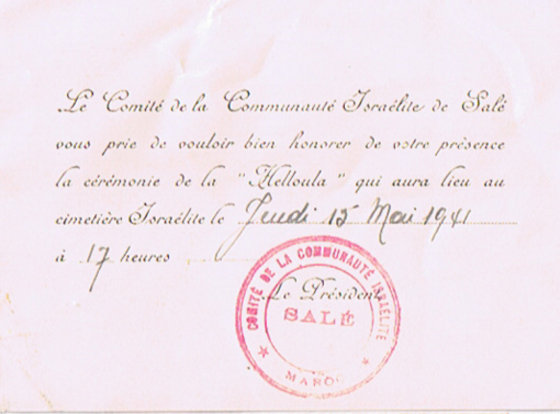 Le Comité de la Communauté Israélite de Salé
vous prie de vouloir bien honorer de votre présence
la cérémonie de la "Helloula" qui aura lieu au
cimetière Israélite le Jeudi 15 Mai 1941
à 17 heures
Le Président
COMITÉ DE LA COMMUNAUTÉ ISRAÉLITE
SALÉ
MAROC